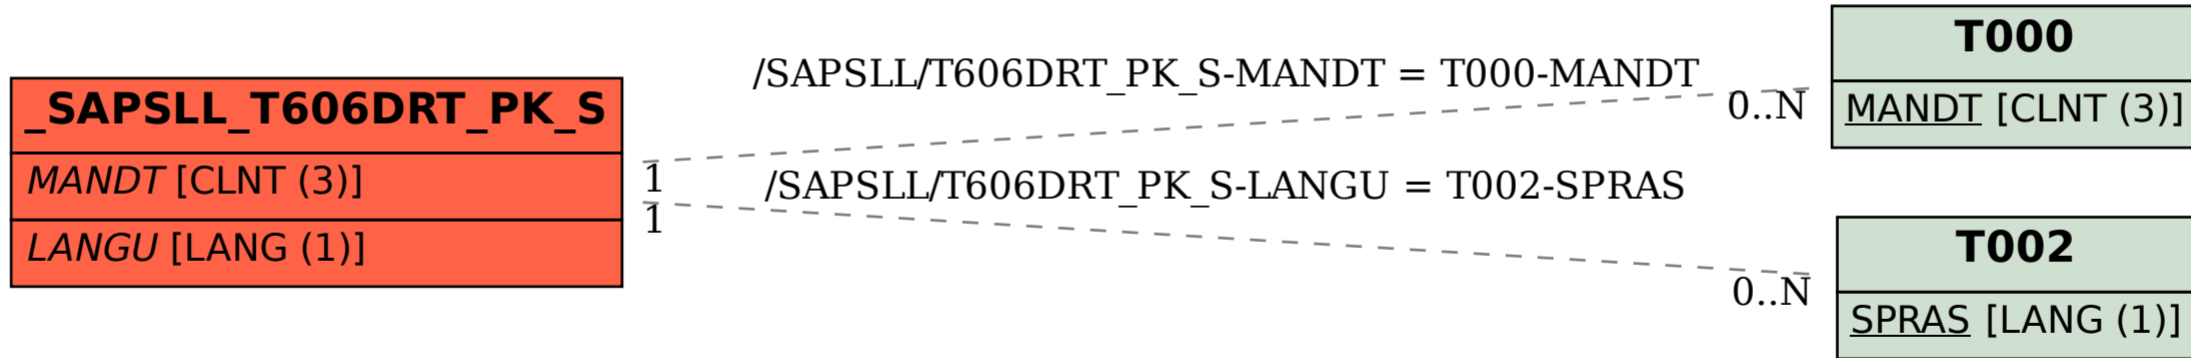 _SAPSLL_T606DRT_PK_S
MANDT [CLNT (3)]
LANGU [LANG (1)]
/SAPSLL/T606DRT_PK_S-MANDT = T000-MANDT
1
0..N
/SAPSLL/T606DRT_PK_S-LANGU = T002-SPRAS
1
0..N
T000
MANDT [CLNT (3)]
T002
SPRAS [LANG (1)]